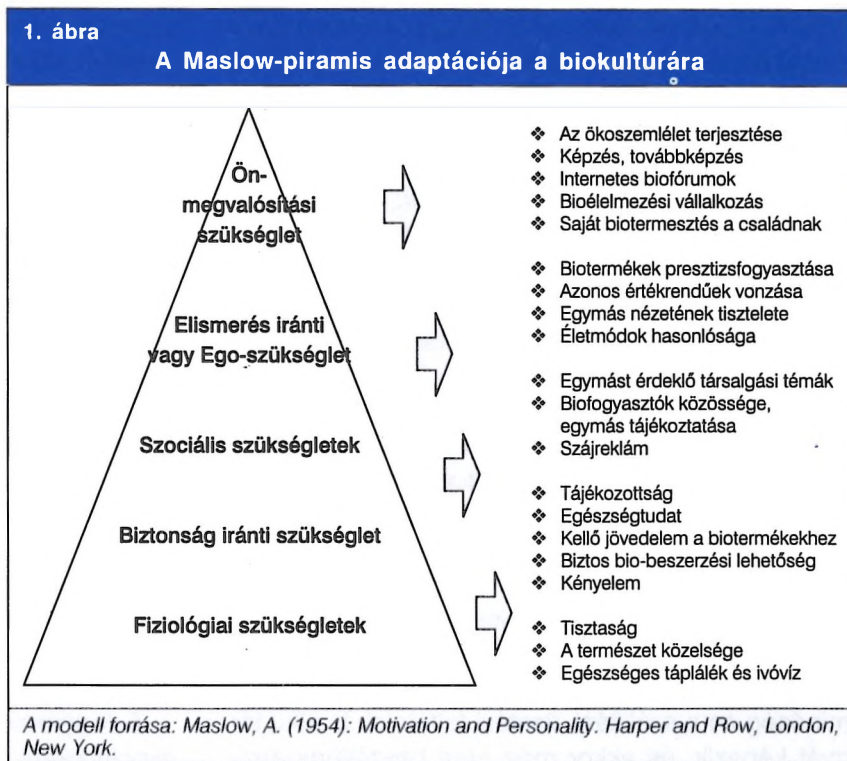 1. ábra
A Maslow-piramis adaptációja a biokultúrára
Ön-
megvalósítási
szükséglet
Elismerés iránti
vagy Ego-szükséglet
Szociális szükségletek
Biztonság iránti szükséglet
Fiziológiai szükségletek
❖ Az ökoszemlélet terjesztése
❖ Képzés, továbbképzés
❖ Internetes biofórumok
❖ Bioélelmezési vállalkozás
❖ Saját biotermesztés a családnak
❖ Biotermékek presztizsfogyasztása
❖ Azonos értékrendűek vonzása
❖ Egymás nézetének tisztelete
❖ Életmódok hasonlósága
❖ Egymást érdeklő társalgási témák
❖ Biofogyasztók közössége,
egymás tájékoztatása
❖ Szájreklám
❖ Tájékozottság
❖ Egészségtudat
❖ Kellő jövedelem a biotermékekhez
❖ Biztos bio-beszerzési lehetőség
❖ Kényelem
❖ Tisztaság
❖ A természet közelsége
❖ Egészséges táplálék és ivóvíz
A modell forrása: Maslow, A. (1954): Motivation and Personality. Harper and Row, London,
New York.